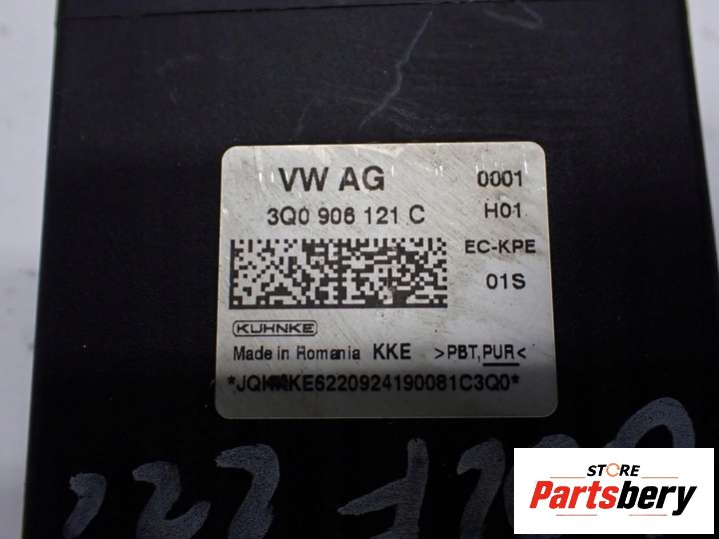 VW AG 0001
3Q0 906 121 C H01
EC-KPE
01S
KUHNKE
Made in Romania KKE >PBT,PUR<
STORE
Partsbery